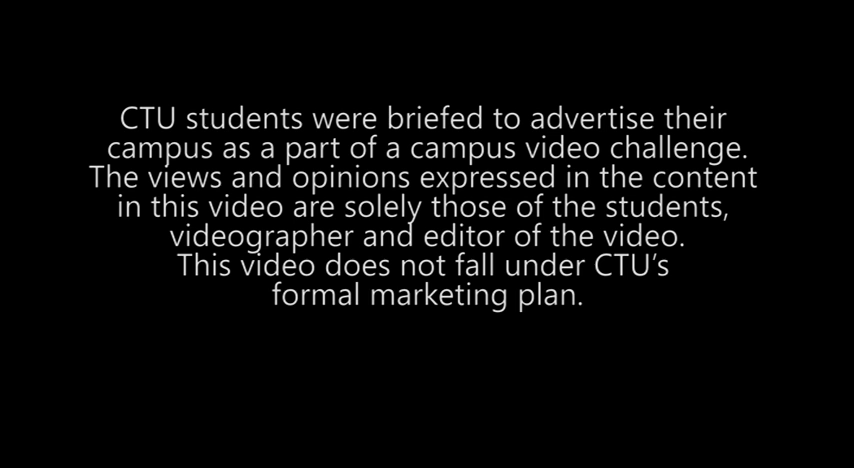 CTU students were briefed to advertise their
campus as a part of a campus video challenge.
The views and opinions expressed in the content
in this video are solely those of the students,
videographer and editor of the video.
This video does not fall under CTU's
formal marketing plan.